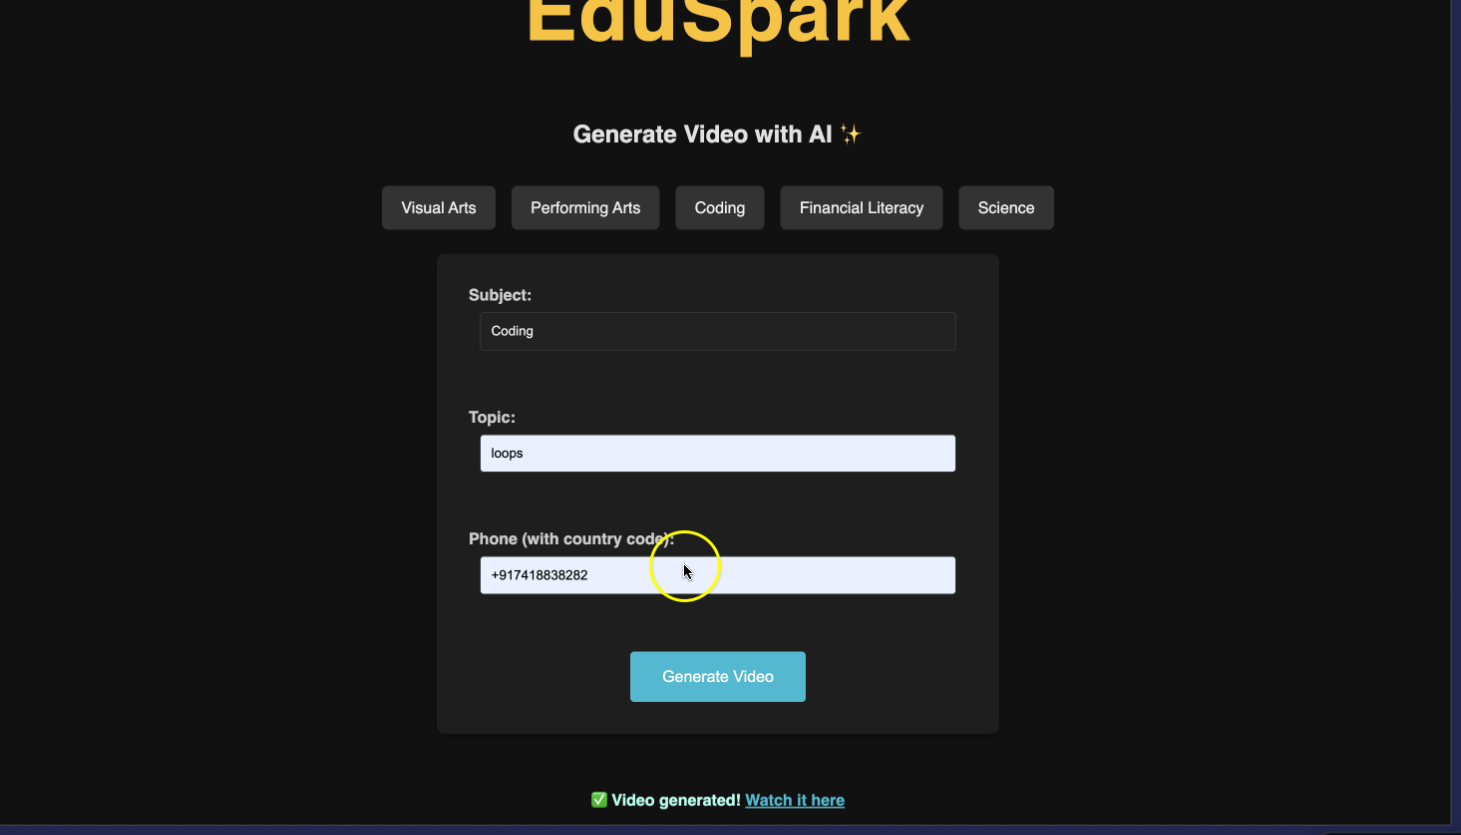 EduSpark
Generate Video with AI ✨
Visual Arts Performing Arts Coding Financial Literacy Science
Subject:
Coding
Topic:
loops
Phone (with country code):
+917418838282
Generate Video
✅ Video generated! Watch it here